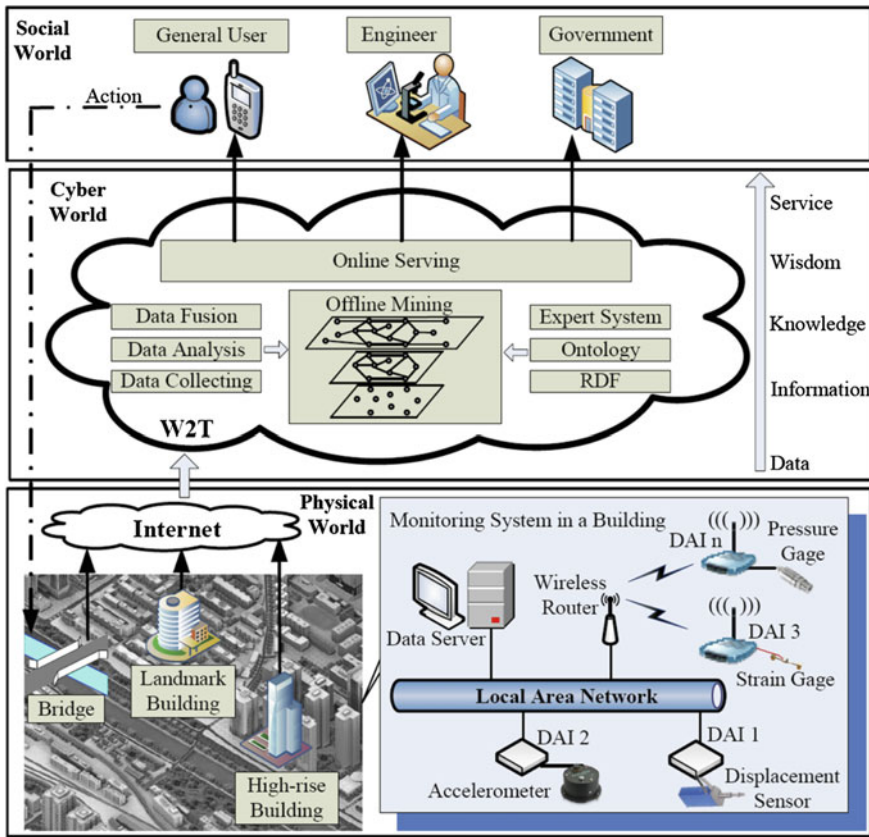 Social
World
General User
Engineer
Government
Action
Cyber
World
Service
Wisdom
Knowledge
Information
Data
Online Serving
Offline Mining
Data Fusion
Data Analysis
Data Collecting
Expert System
Ontology
RDF
W2T
Physical
World
Internet
Bridge
Landmark
Building
High-rise
Building
Monitoring System in a Building
Data Server
Wireless
Router
DAI n
Pressure
Gage
DAI 3
Strain Gage
Local Area Network
DAI 2
Accelerometer
DAI 1
Displacement
Sensor